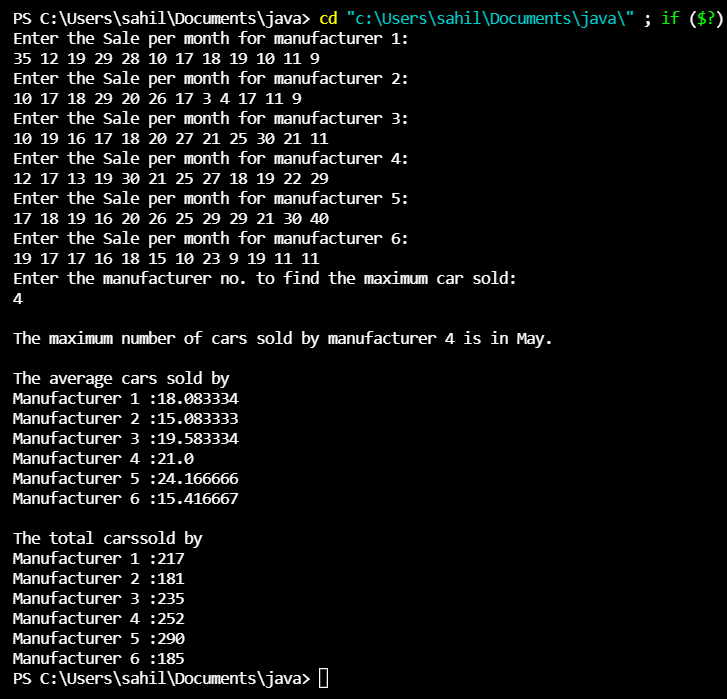 PS C:\Users\sahil\Documents\java> cd "c:\Users\sahil\Documents\java\" ; if ($?)
Enter the Sale per month for manufacturer 1:
35 12 19 29 28 10 17 18 19 10 11 9
Enter the Sale per month for manufacturer 2:
10 17 18 29 20 26 17 3 4 17 11 9
Enter the Sale per month for manufacturer 3:
10 19 16 17 18 20 27 21 25 30 21 11
Enter the Sale per month for manufacturer 4:
12 17 13 19 30 21 25 27 18 19 22 29
Enter the Sale per month for manufacturer 5:
17 18 19 16 20 26 25 29 29 21 30 40
Enter the Sale per month for manufacturer 6:
19 17 17 16 18 15 10 23 9 19 11 11
Enter the manufacturer no. to find the maximum car sold:
4
The maximum number of cars sold by manufacturer 4 is in May.
The average cars sold by
Manufacturer 1 :18.083334
Manufacturer 2 :15.083333
Manufacturer 3 :19.583334
Manufacturer 4 :21.0
Manufacturer 5 :24.166666
Manufacturer 6 :15.416667
The total carssold by
Manufacturer 1 :217
Manufacturer 2 :181
Manufacturer 3 :235
Manufacturer 4 :252
Manufacturer 5 :290
Manufacturer 6 :185
PS C:\Users\sahil\Documents\java>